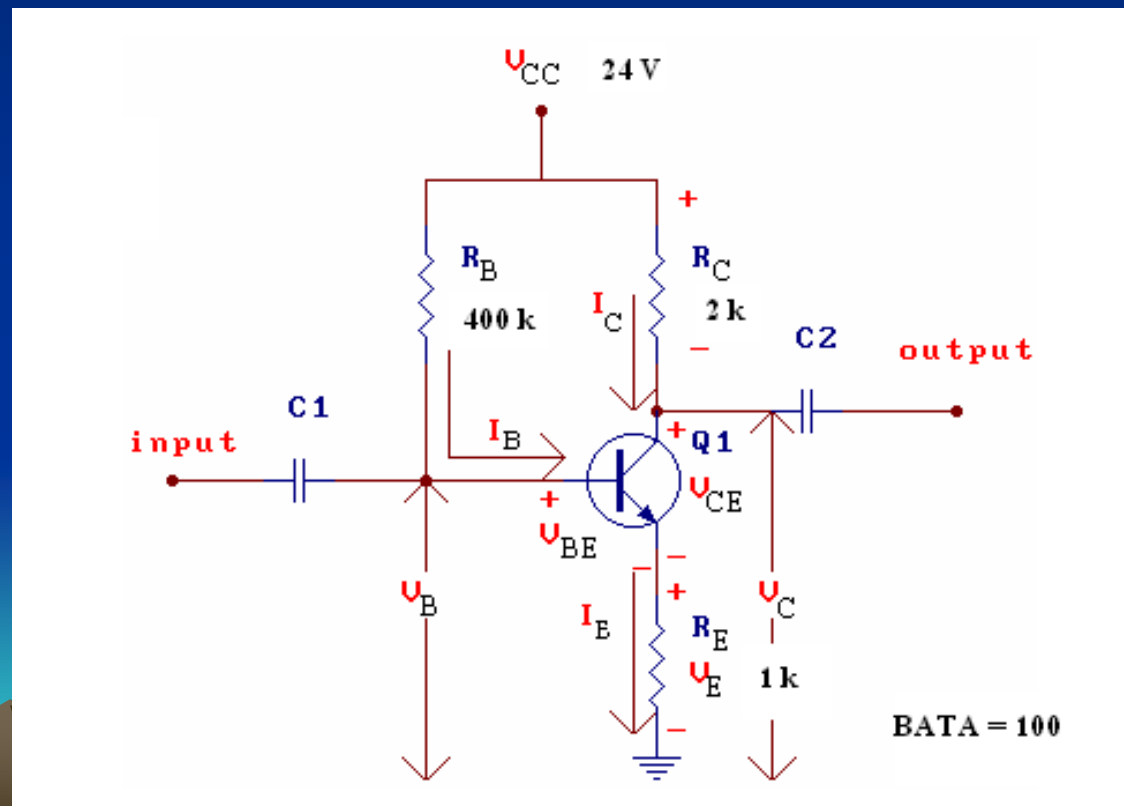 VCC 24 V
+
RB
RC
400 k
IC
2 k
−
C2
output
C1
input
IB
+ Q1
+
VCE
VBE
−
−
+
VB
IE
RE
VC
VE
1 k
−
BATA = 100